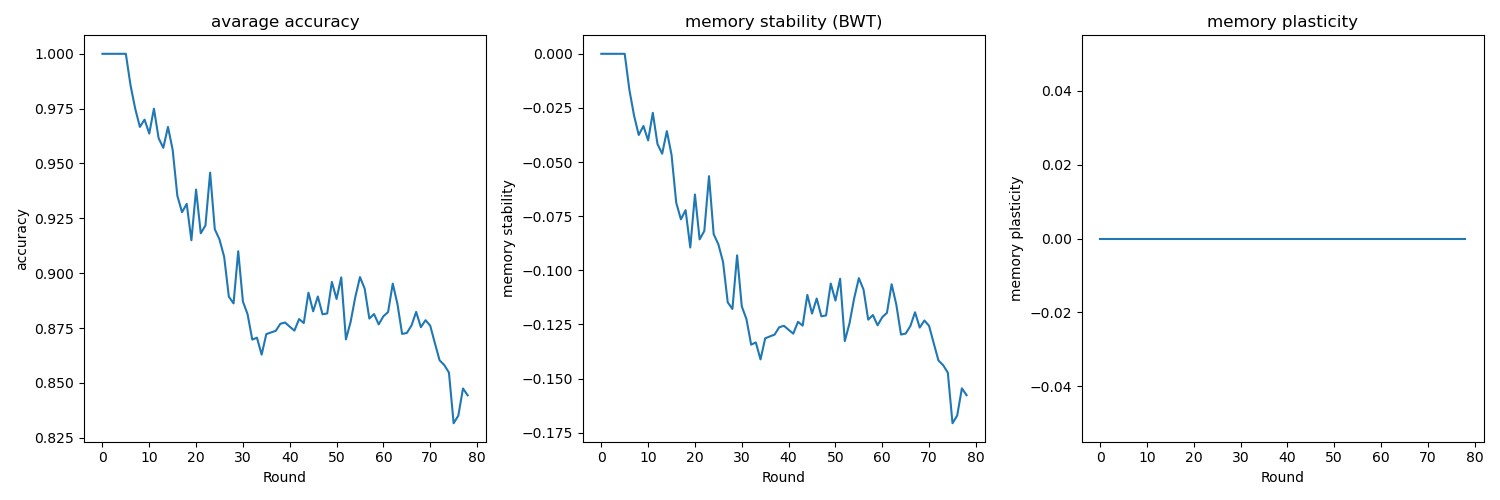 avarage accuracy
accuracy
1.000
0.975
0.950
0.925
0.900
0.875
0.850
0.825
0 10 20 30 40 50 60 70 80
Round
memory stability (BWT)
memory stability
0.000
−0.025
−0.050
−0.075
−0.100
−0.125
−0.150
−0.175
0 10 20 30 40 50 60 70 80
Round
memory plasticity
memory plasticity
0.04
0.02
0.00
−0.02
−0.04
0 10 20 30 40 50 60 70 80
Round